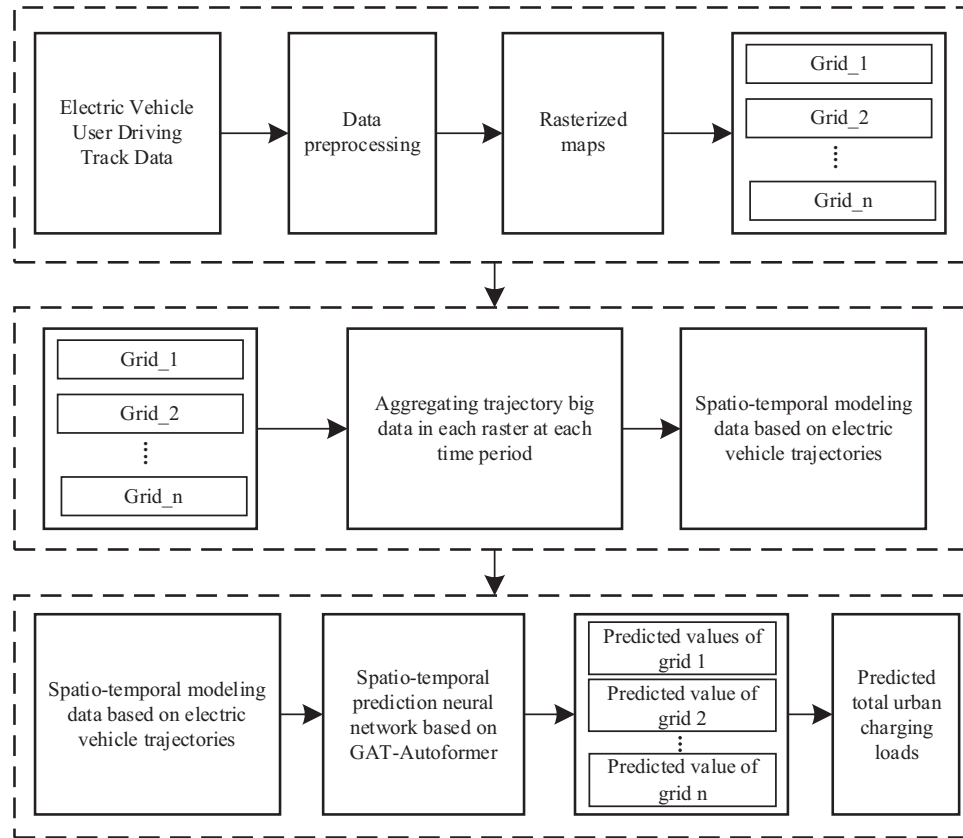 Electric Vehicle
User Driving
Track Data
Data
preprocessing
Rasterized
maps
Grid_1
Grid_2
Grid_n
Grid_1
Grid_2
Grid_n
Aggregating trajectory big
data in each raster at each
time period
Spatio-temporal modeling
data based on electric
vehicle trajectories
Spatio-temporal modeling
data based on electric
vehicle trajectories
Spatio-temporal
prediction neural
network based on
GAT-Autoformer
Predicted values of
grid 1
Predicted value of
grid 2
Predicted value of
grid n
Predicted
total urban
charging
loads